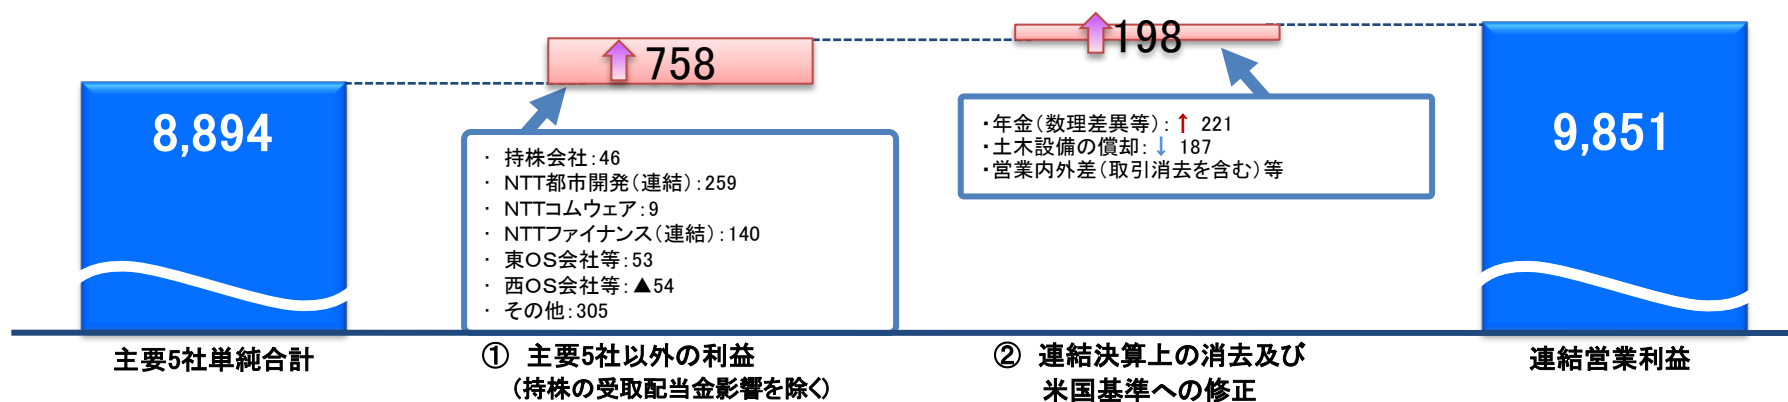 8,894
758
198
9,851
・ 持株会社：46
・ NTT都市開発（連結）：259
・ NTTコムウェア：9
・ NTTファイナンス（連結）：140
・ 東OS会社等：53
・ 西OS会社等：▲54
・ その他：305
・年金（数理差異等）：↑ 221
・土木設備の償却：↓ 187
・営業内外差（取引消去を含む）等
主要5社単純合計
① 主要5社以外の利益
（持株の受取配当金影響を除く）
② 連結決算上の消去及び
米国基準への修正
連結営業利益